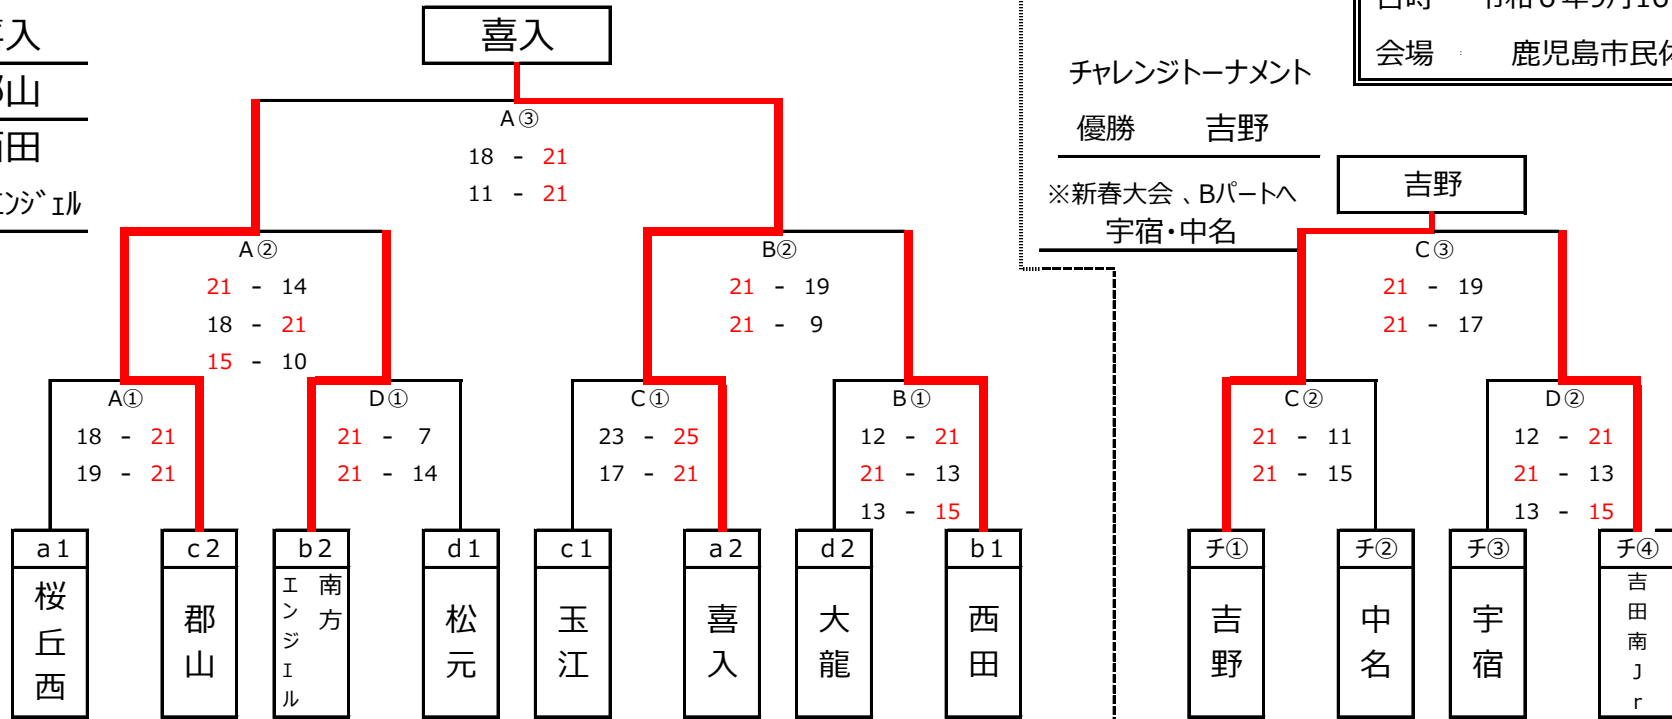 喜入
郡山
西田
ｴﾝｼﾞｪﾙ
喜入
A③
18 - 21
11 - 21
A②
21 - 14
18 - 21
15 - 10
B②
21 - 19
21 - 9
A①
18 - 21
19 - 21
D①
21 - 7
21 - 14
C①
23 - 25
17 - 21
B①
12 - 21
21 - 13
13 - 15
a1
桜丘西
c2
郡山
b2
南方
エンジェル
d1
松元
c1
玉江
a2
喜入
d2
大龍
b1
西田
会場 : 鹿児島市民体
チャレンジトーナメント
優勝 吉野
※新春大会、Bパートへ
宇宿・中名
吉野
C③
21 - 19
21 - 17
C②
21 - 11
21 - 15
D②
12 - 21
21 - 13
13 - 15
チ①
吉野
チ②
中名
チ③
宇宿
チ④
吉田南Jr